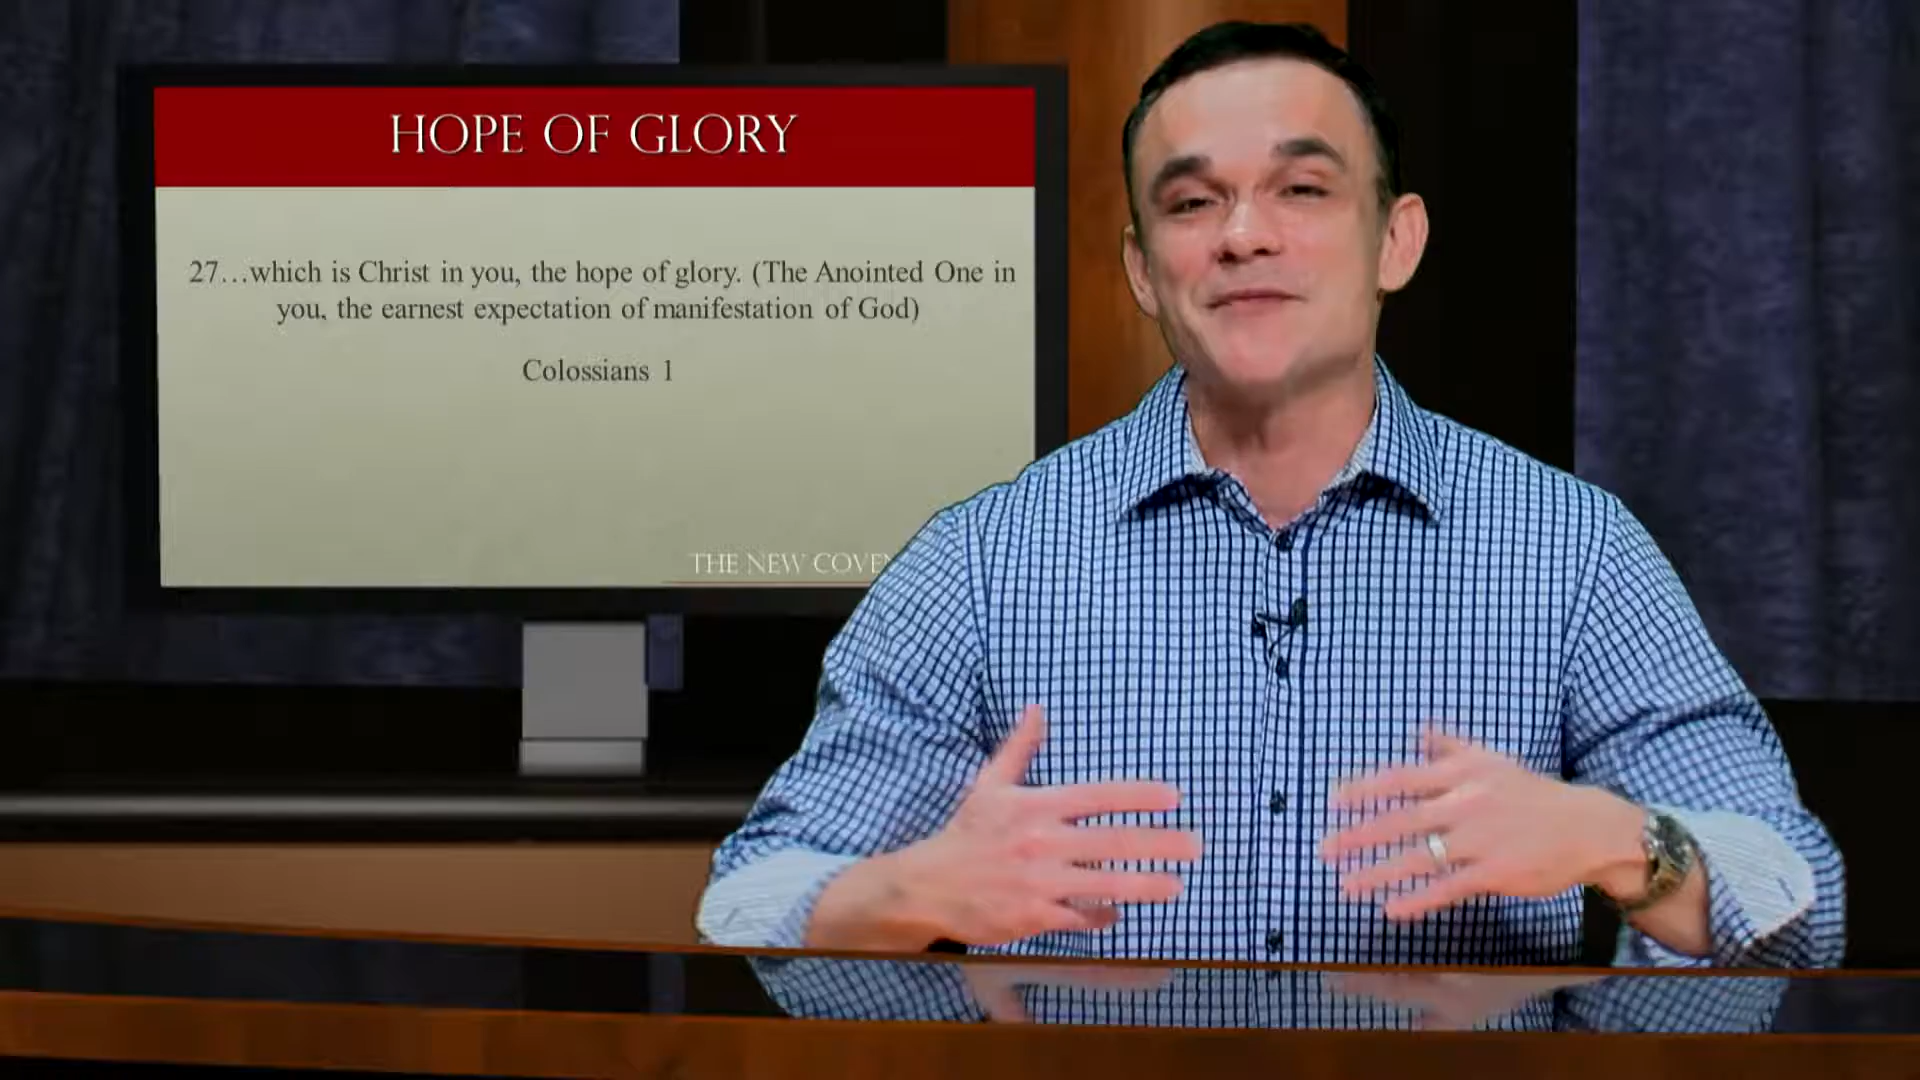 HOPE OF GLORY
27...which is Christ in you, the hope of glory. (The Anointed One in
you, the earnest expectation of manifestation of God)
Colossians 1
THE NEW